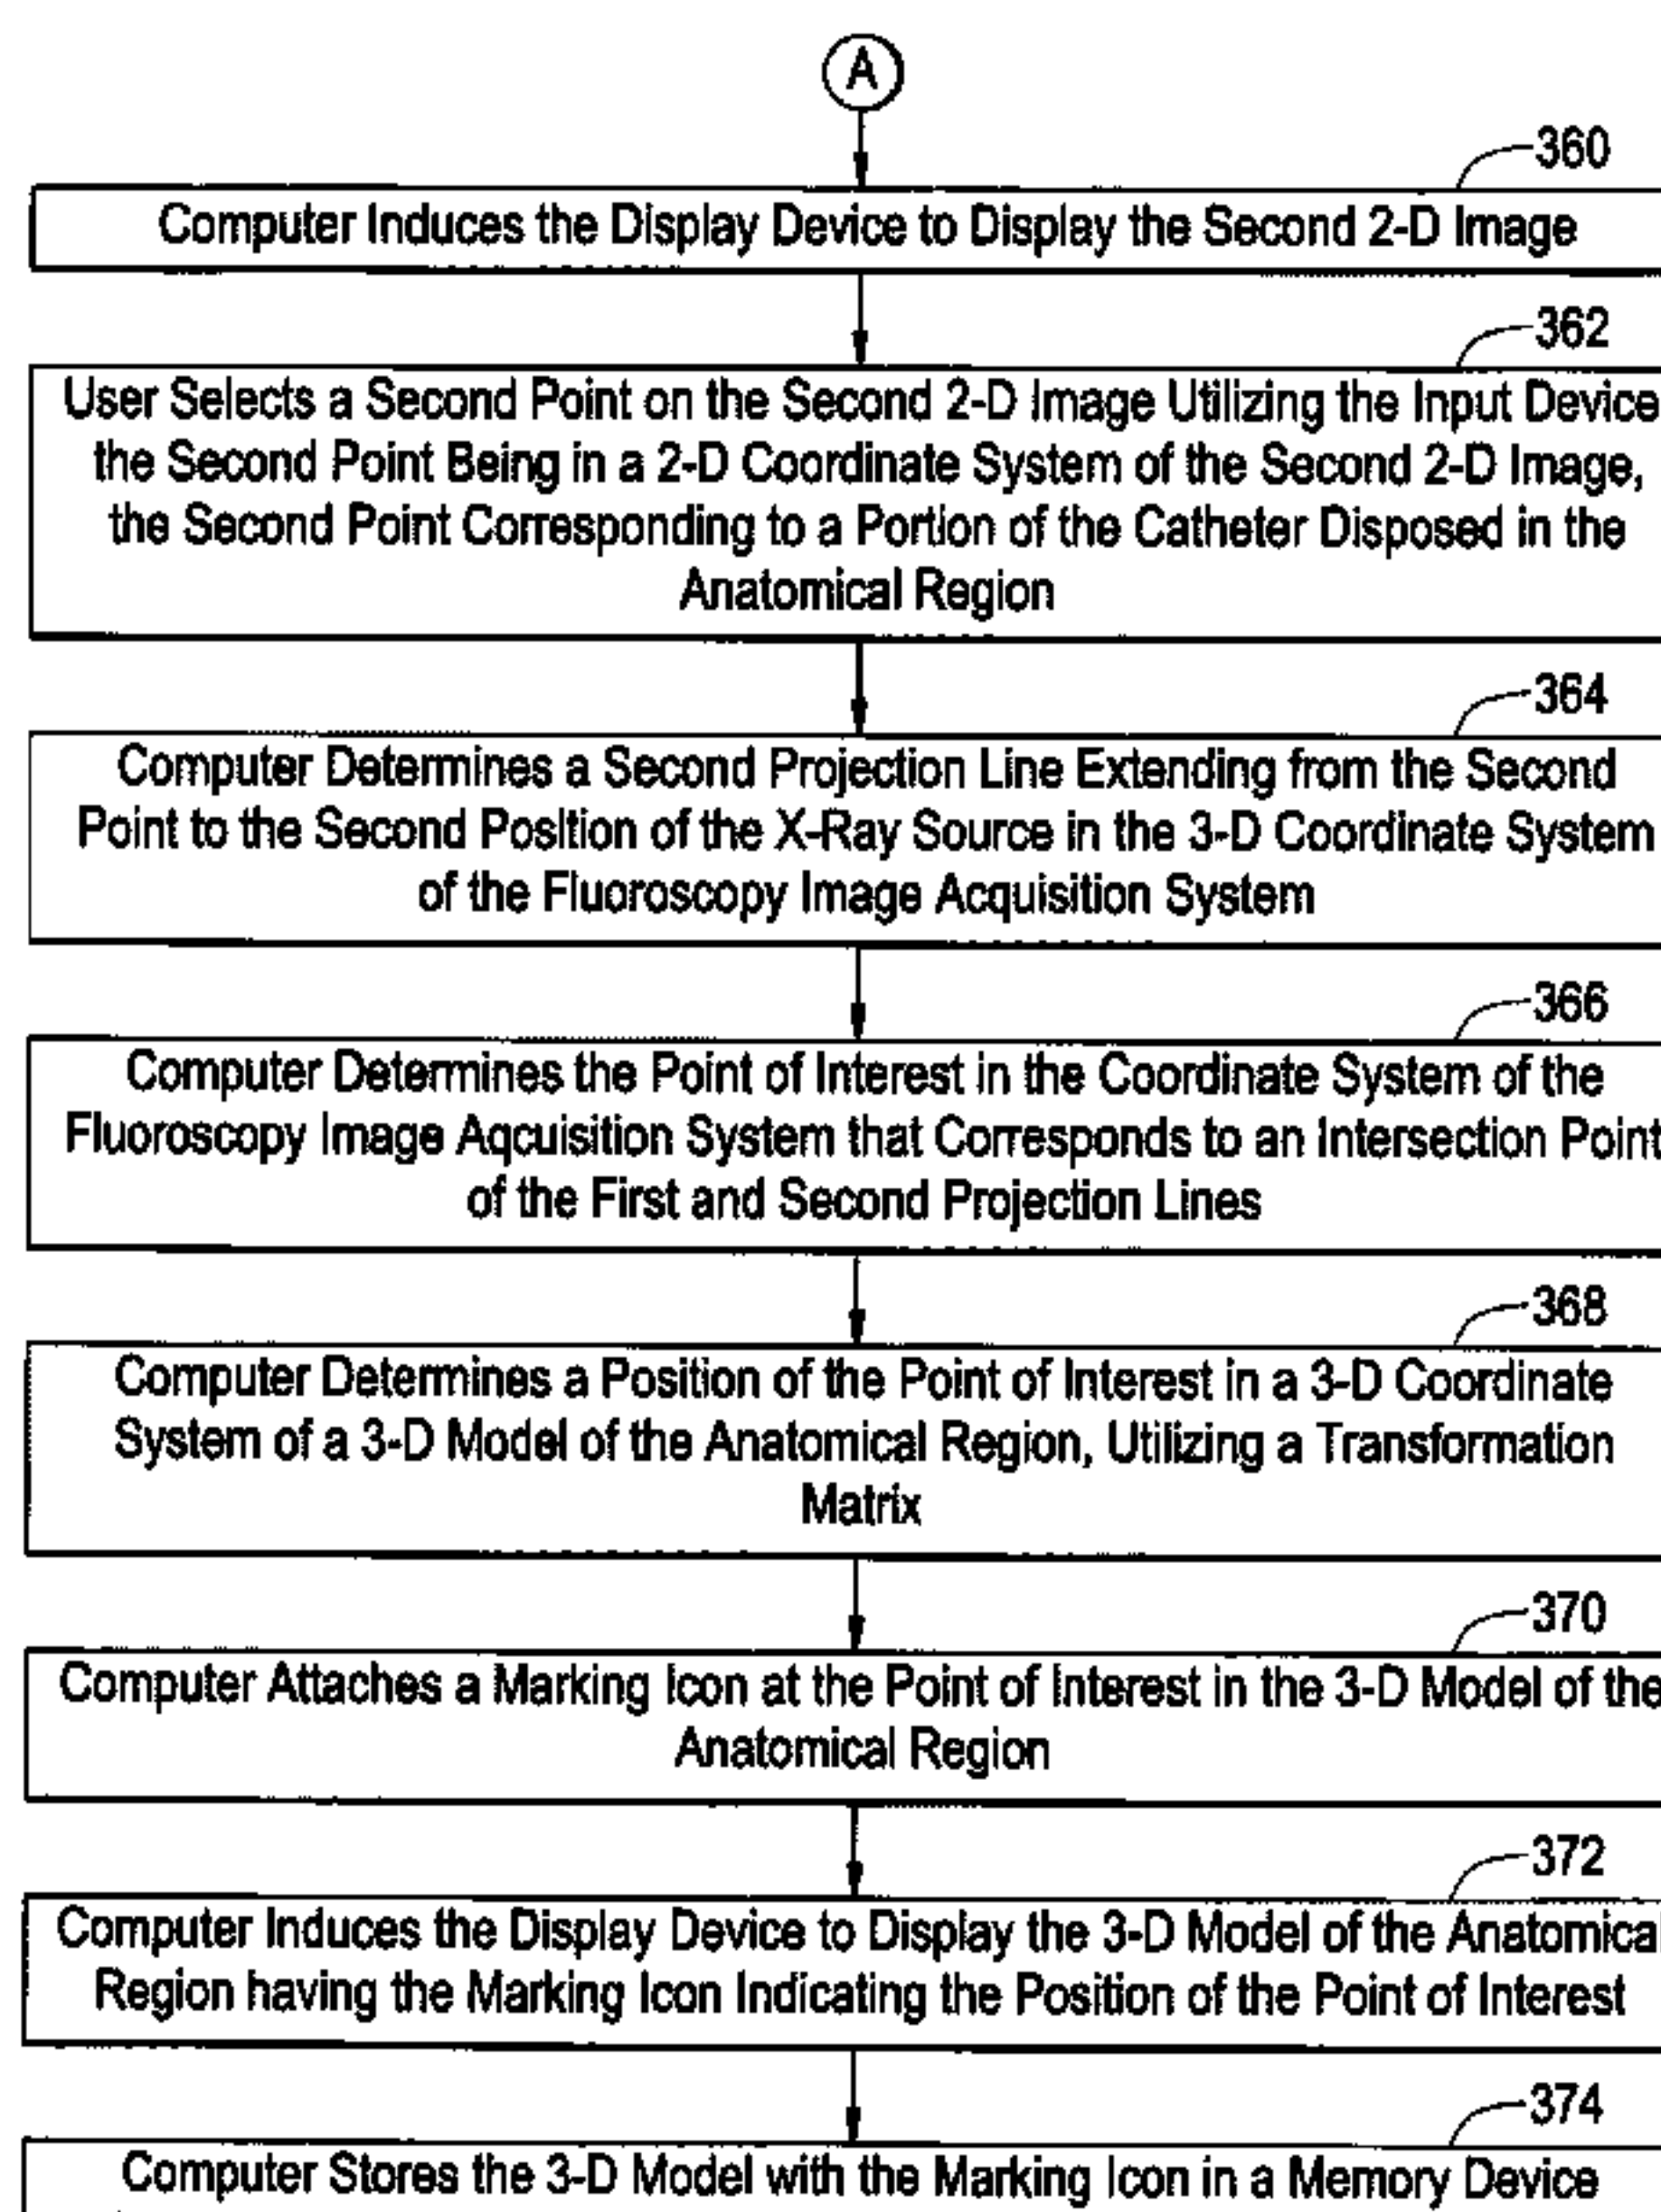 A
360
Computer Induces the Display Device to Display the Second 2-D Image
362
User Selects a Second Point on the Second 2-D Image Utilizing the Input Device
the Second Point Being in a 2-D Coordinate System of the Second 2-D Image,
the Second Point Corresponding to a Portion of the Catheter Disposed in the
Anatomical Region
364
Computer Determines a Second Projection Line Extending from the Second
Point to the Second Position of the X-Ray Source in the 3-D Coordinate System
of the Fluoroscopy Image Acquisition System
366
Computer Determines the Point of Interest in the Coordinate System of the
Fluoroscopy Image Aqcuisition System that Corresponds to an Intersection Point
of the First and Second Projection Lines
368
Computer Determines a Position of the Point of Interest in a 3-D Coordinate
System of a 3-D Model of the Anatomical Region, Utilizing a Transformation
Matrix
370
Computer Attaches a Marking Icon at the Point of Interest in the 3-D Model of the
Anatomical Region
372
Computer Induces the Display Device to Display the 3-D Model of the Anatomical
Region having the Marking Icon Indicating the Position of the Point of Interest
374
Computer Stores the 3-D Model with the Marking Icon in a Memory Device